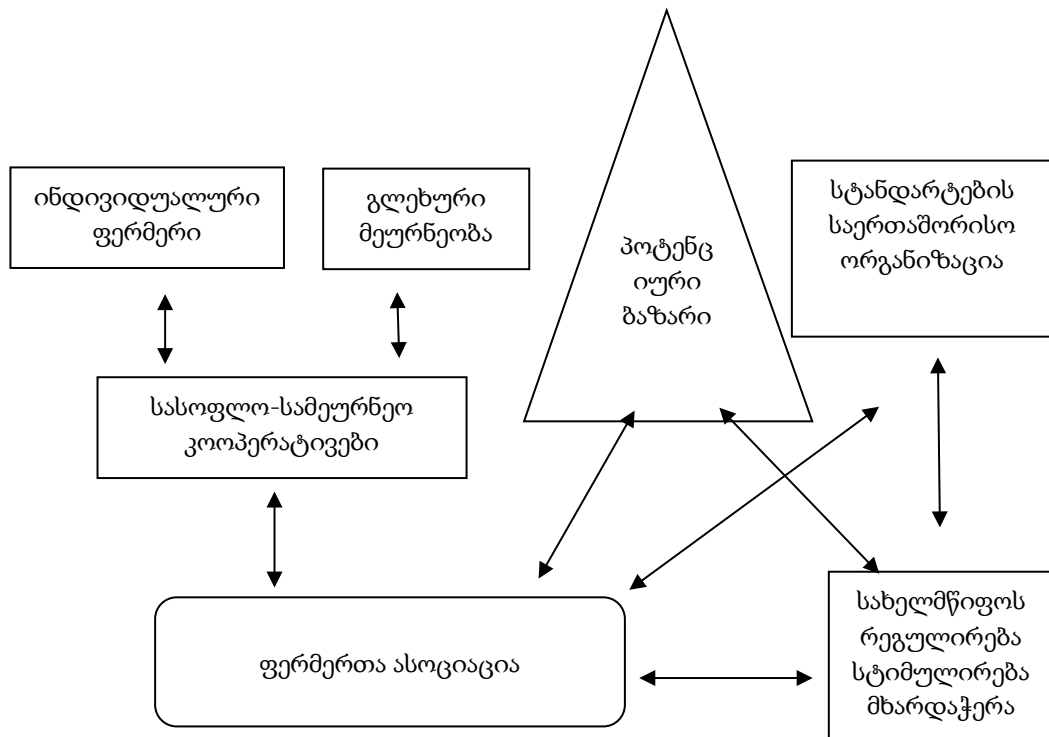 ინდივიდუალური
ფერმერი
გლეხური
მეურნეობა
პოტენც
იური
ბაზარი
სტანდარტების
საერთაშორისო
ორგანიზაცია
სასოფლო-სამეურნეო
კოოპერატივები
ფერმერთა ასოციაცია
სახელმწიფოს
რეგულირება
სტიმულირება
მხარდაჭერა